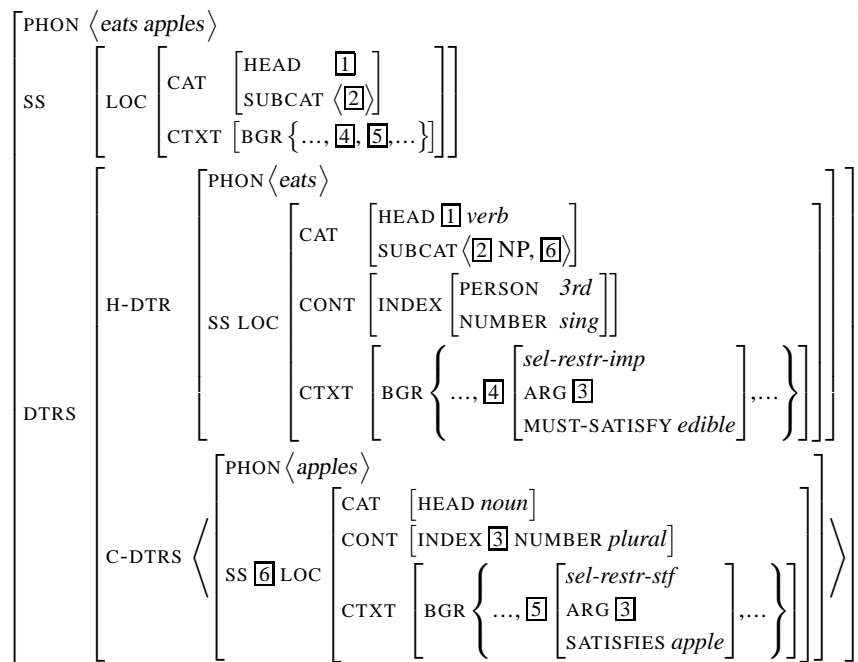 PHON ⟨eats apples⟩
SS LOC CAT HEAD 1
SUBCAT ⟨2⟩
CTXT [BGR {…, 4, 5,…}]
DTRS H-DTR PHON⟨eats⟩
SS LOC CAT HEAD 1 verb
SUBCAT⟨2 NP, 6⟩
CONT INDEX PERSON 3rd
NUMBER sing
CTXT BGR {…, 4 sel-restr-imp
ARG 3
MUST-SATISFY edible ,…}
C-DTRS ⟨PHON⟨apples⟩
SS 6 LOC CAT [HEAD noun]
CONT [INDEX 3 NUMBER plural]
CTXT BGR {…, 5 sel-restr-stf
ARG 3
SATISFIES apple ,…}⟩